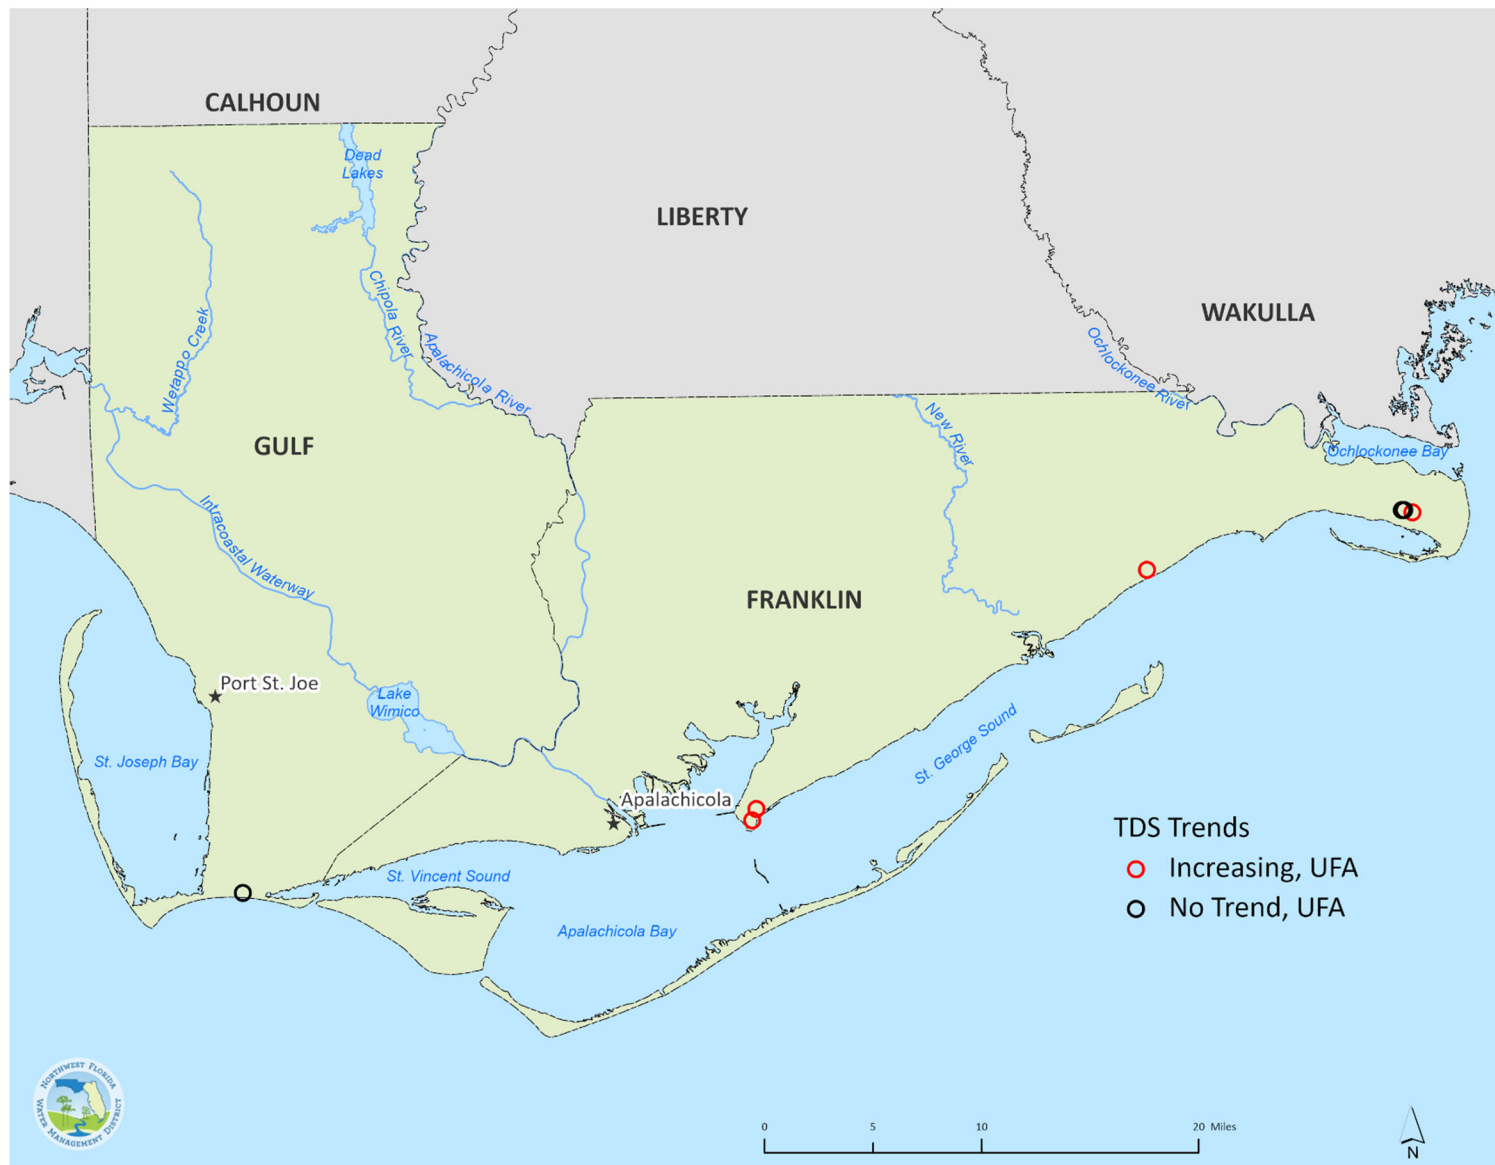 CALHOUN
Dead
Lakes
LIBERTY
WAKULLA
Wetappo Creek
Chipola River
Apalachicola River
Ochlockonee River
New River
GULF
Ochlockonee Bay
Intracoastal Waterway
FRANKLIN
Port St. Joe
Lake
Wimico
St. Joseph Bay
St. George Sound
Apalachicola
TDS Trends
Increasing, UFA
No Trend, UFA
St. Vincent Sound
Apalachicola Bay
NORTHWEST FLORIDA
WATER MANAGEMENT DISTRICT
0 5 10 20 Miles
N